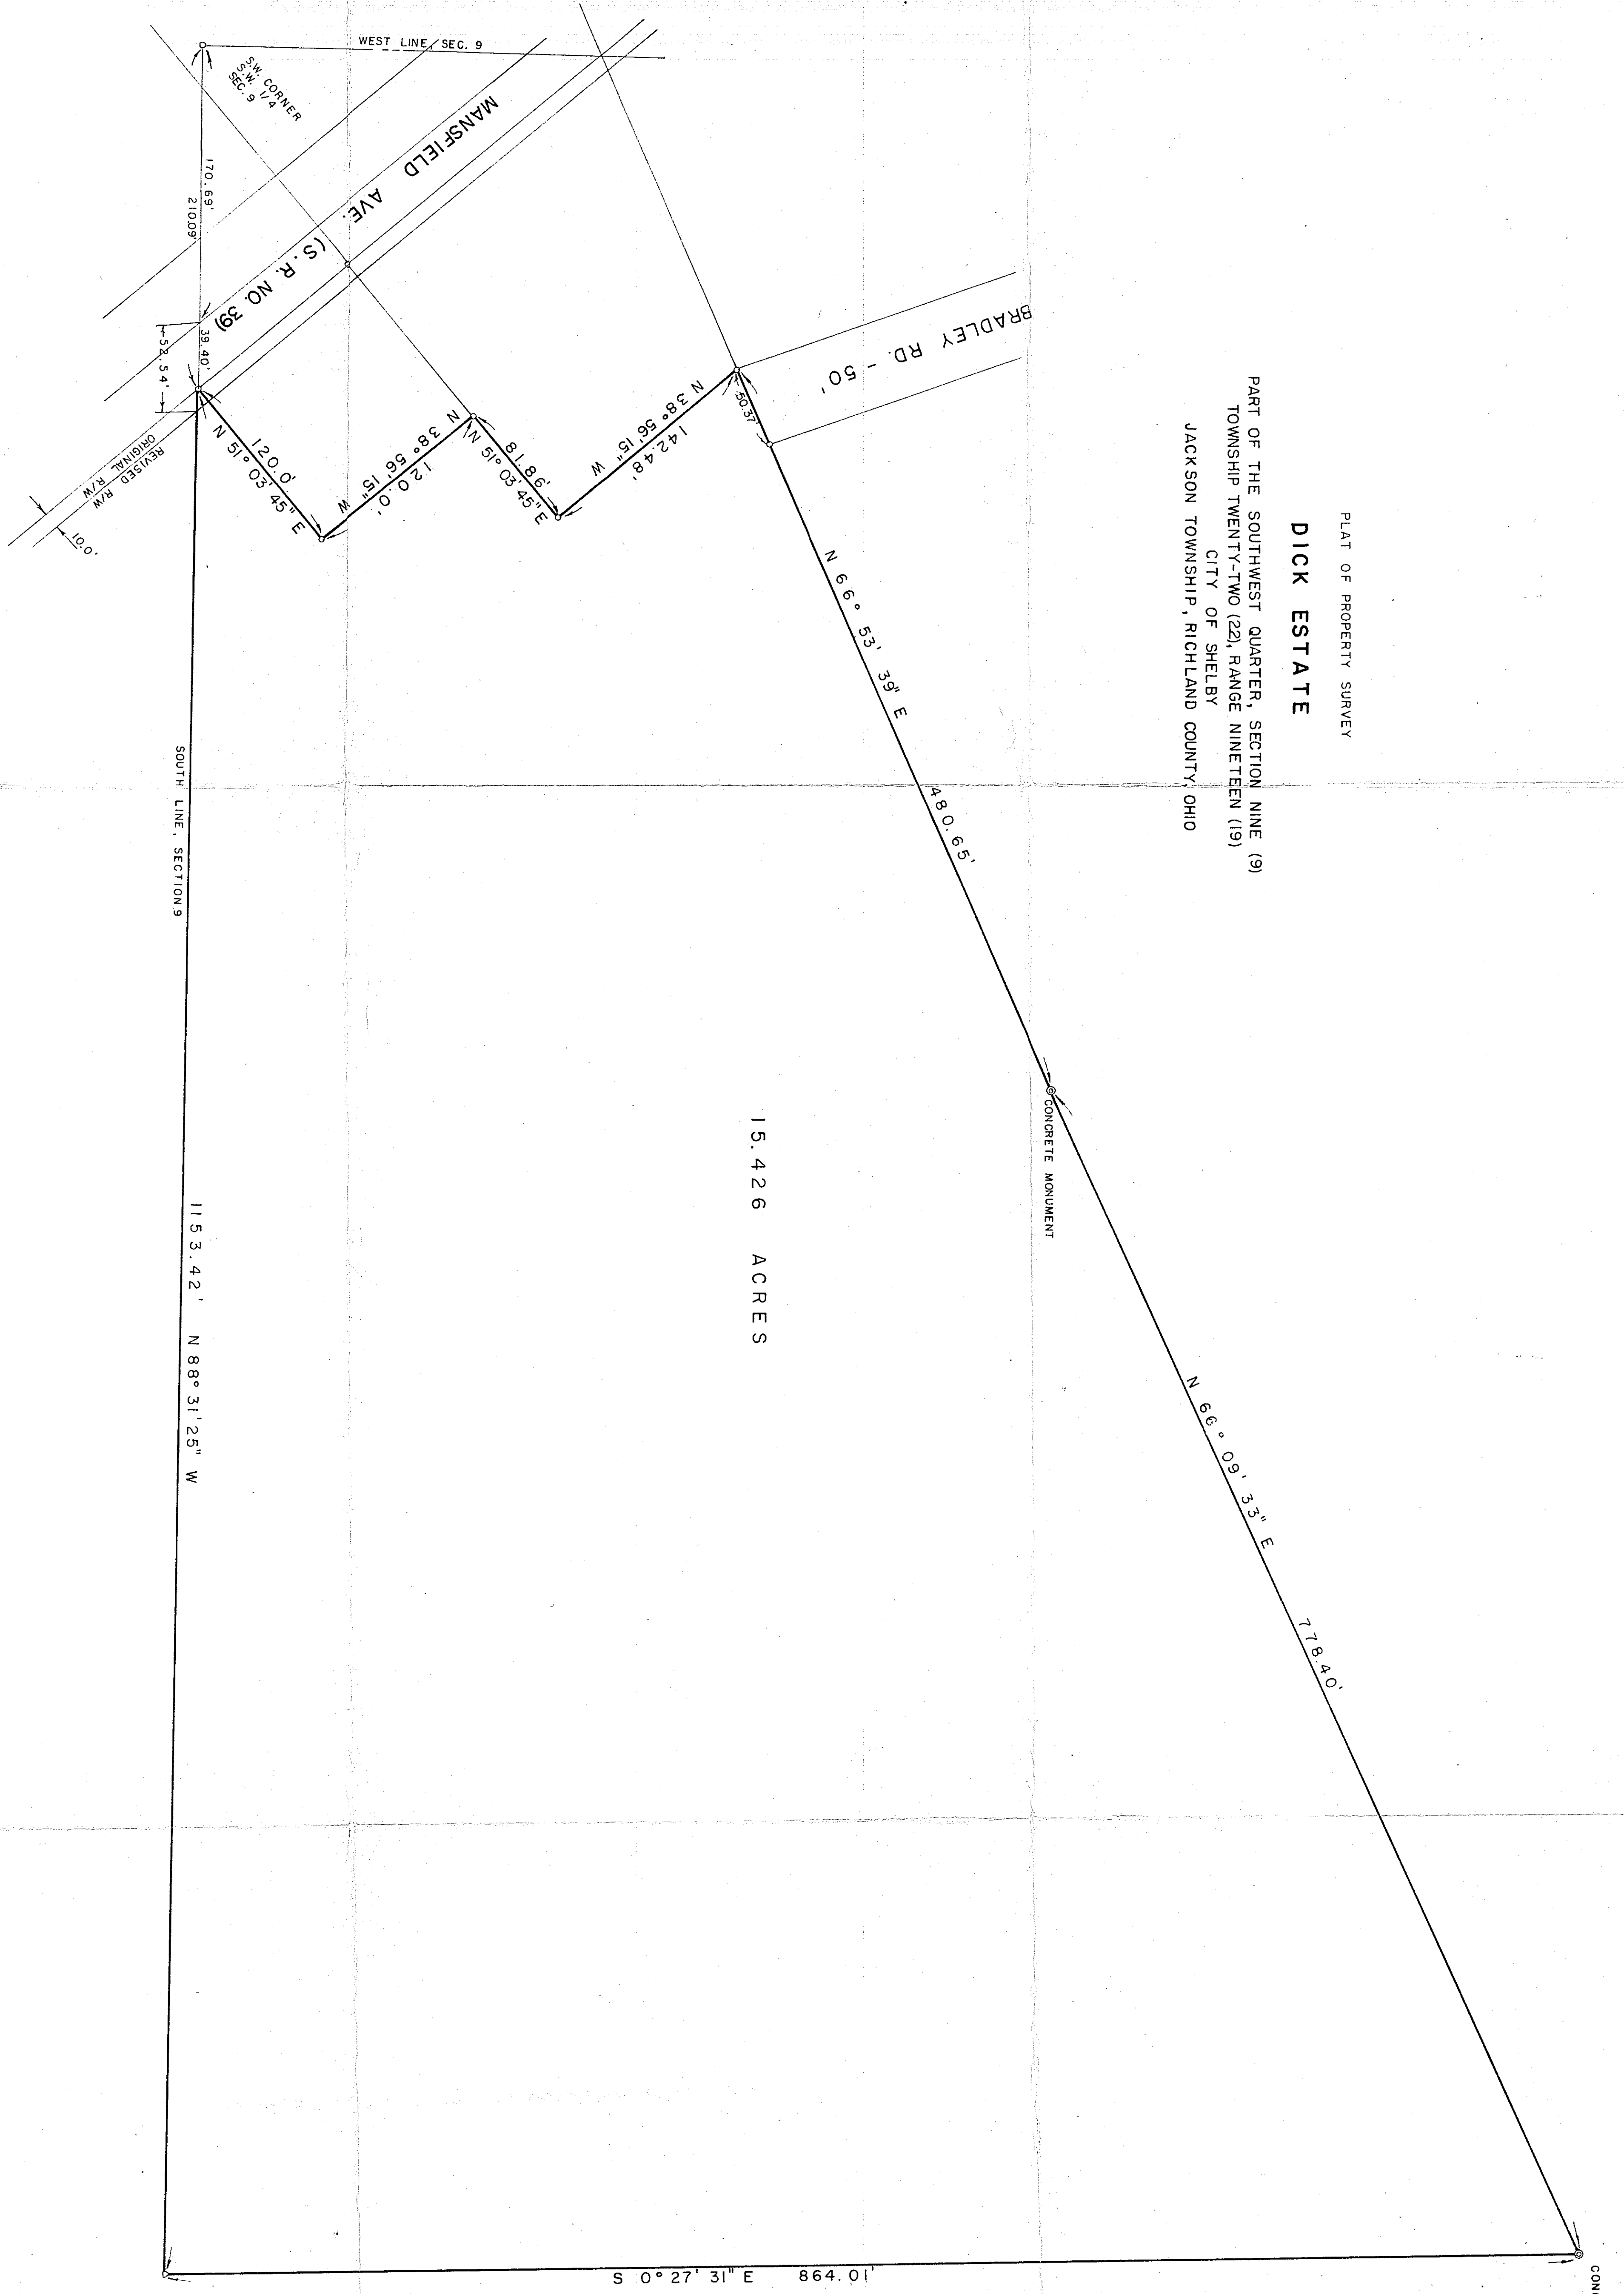 PLAT OF PROPERTY SURVEY
DICK ESTATE
PART OF THE SOUTHWEST QUARTER, SECTION NINE (9)
TOWNSHIP TWENTY-TWO (22), RANGE NINETEEN (19)
CITY OF SHELBY
JACKSON TOWNSHIP, RICHLAND COUNTY, OHIO
WEST LINE, SEC. 9
S.W. CORNER
S.W. 1/4
SEC. 9
MANSFIELD AVE. (S. R. NO. 39)
170.69'
210.09'
39.40'
52.54'
ORIGINAL R/W
REVISED R/W
10.0'
120.0'
N 51° 03' 45" E
N 38° 56' 15" W
120.0'
81.86'
N 51° 03' 45" E
N 38° 56' 15" W
142.48'
50.37'
BRADLEY RD. - 50'
N 66° 53' 39" E 480.65'
CONCRETE MONUMENT
N 66° 09' 33" E 778.40'
15.426 ACRES
SOUTH LINE, SECTION 9
1153.42' N 88° 31' 25" W
S 0° 27' 31" E 864.01'
CON